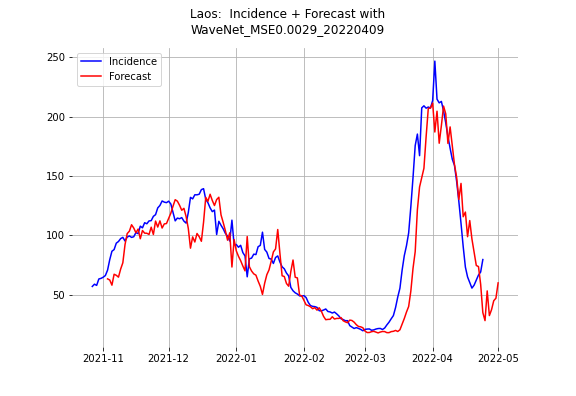 Laos:  Incidence + Forecast with
WaveNet_MSE0.0029_20220409
Incidence
Forecast
250
200
150
100
50
2021-11 2021-12 2022-01 2022-02 2022-03 2022-04 2022-05